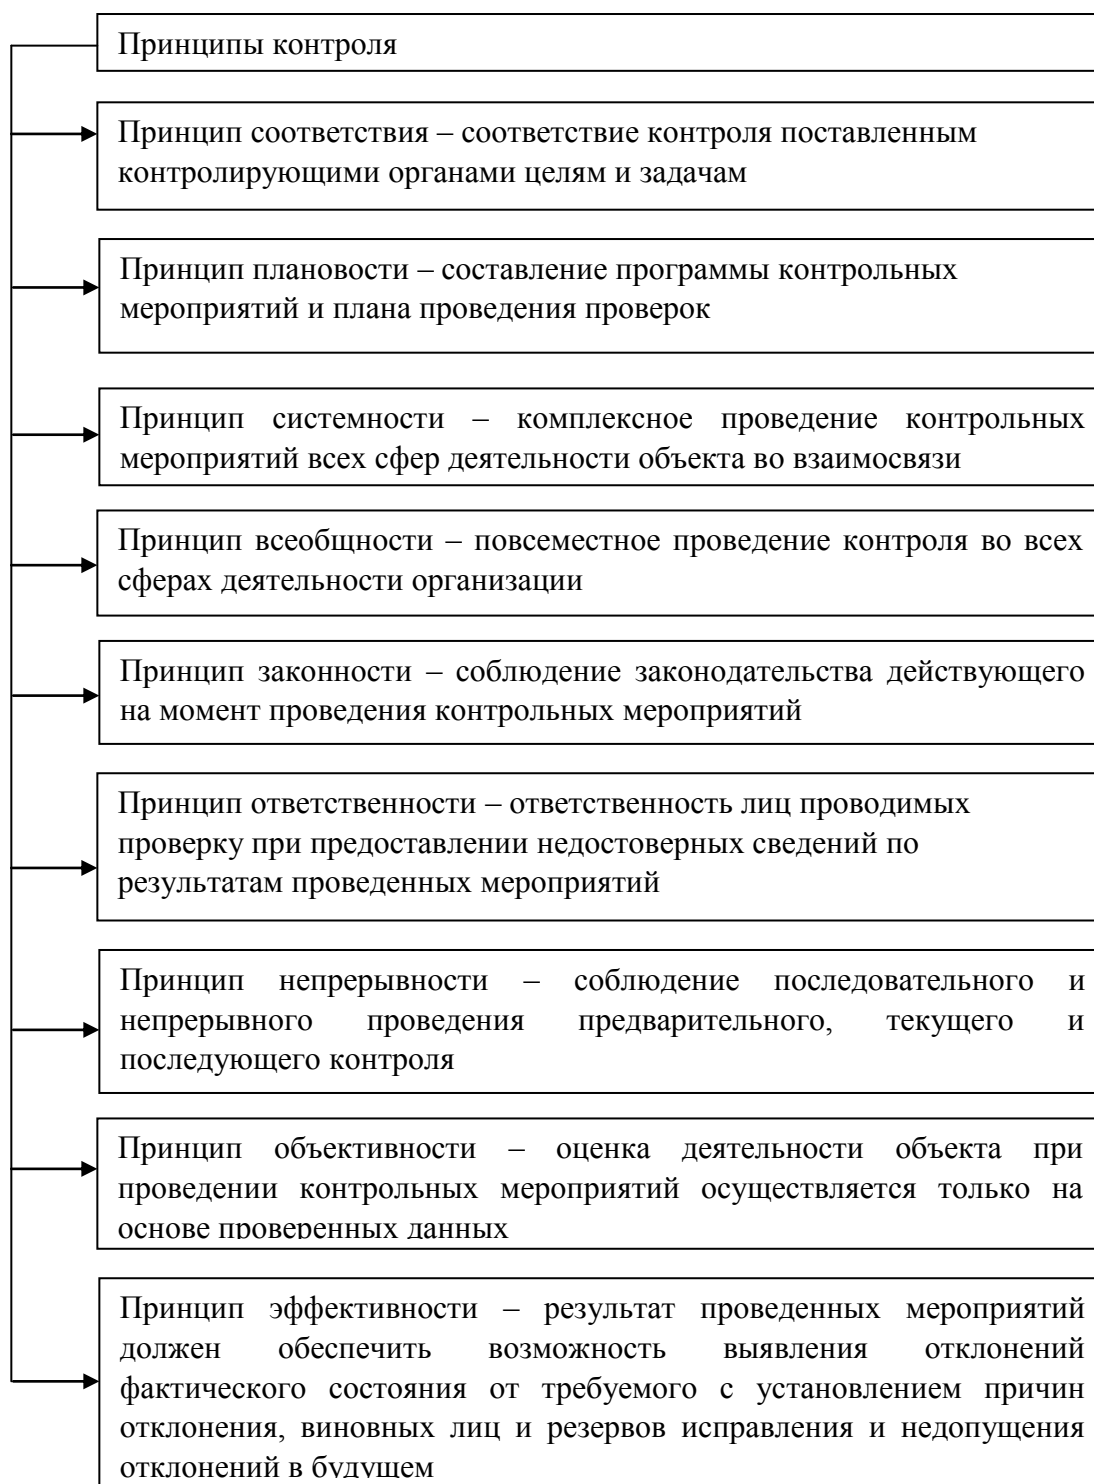 Принципы контроля
Принцип соответствия – соответствие контроля поставленным
контролирующими органами целям и задачам
Принцип плановости – составление программы контрольных
мероприятий и плана проведения проверок
Принцип системности – комплексное проведение контрольных
мероприятий всех сфер деятельности объекта во взаимосвязи
Принцип всеобщности – повсеместное проведение контроля во всех
сферах деятельности организации
Принцип законности – соблюдение законодательства действующего
на момент проведения контрольных мероприятий
Принцип ответственности – ответственность лиц проводимых
проверку при предоставлении недостоверных сведений по
результатам проведенных мероприятий
Принцип непрерывности – соблюдение последовательного и
непрерывного проведения предварительного, текущего и
последующего контроля
Принцип объективности – оценка деятельности объекта при
проведении контрольных мероприятий осуществляется только на
основе проверенных данных
Принцип эффективности – результат проведенных мероприятий
должен обеспечить возможность выявления отклонений
фактического состояния от требуемого с установлением причин
отклонения, виновных лиц и резервов исправления и недопущения
отклонений в будущем